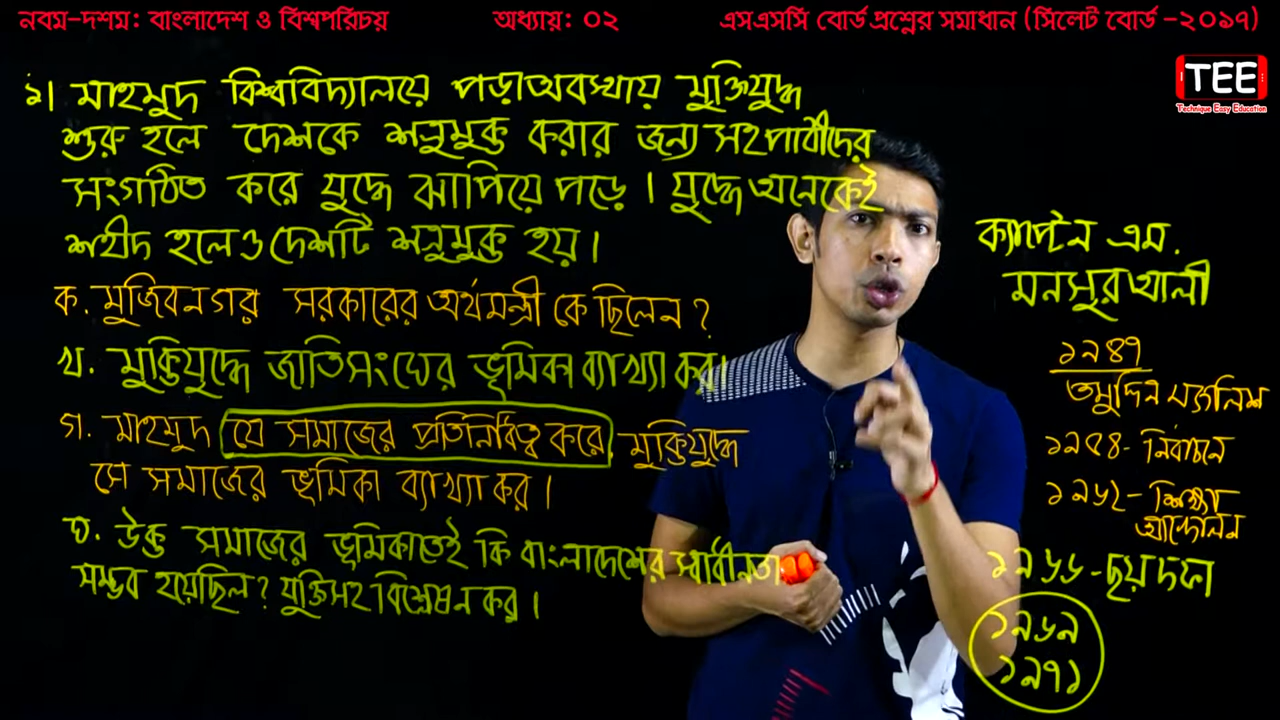 নবম-দশম: বাংলাদেশ ও বিশ্বপরিচয়
অধ্যায়: ০২
এসএসসি বোর্ড প্রশ্নের সমাধান (সিলেট বোর্ড -২০১৭)
TEE
Technique Easy Education
১। মাহমুদ বিশ্ববিদ্যালয়ে পড়া অবস্থায় মুক্তিযুদ্ধে
শুরু হলে দেশকে শত্রুমুক্ত করার জন্য সহপাঠীদের
সংগঠিত করে যুদ্ধে ঝাপিয়ে পড়ে । যুদ্ধে অনেকেই
শহীদ হলেও দেশটি শত্রুমুক্ত হয় ।
ক. মুজিবনগর সরকারের অর্থমন্ত্রী কে ছিলেন ?
খ. মুক্তিযুদ্ধে জাতিসংঘের ভূমিকা ব্যাখ্যা কর।
গ. মাহমুদ যে সমাজের প্রতিনিধিত্ব করে, মুক্তিযুদ্ধে
সে সমাজের ভূমিকা ব্যাখ্যা কর ।
ঘ. উক্ত সমাজের ভূমিকাতেই কি বাংলাদেশের স্বাধীনতা
সম্ভব হয়েছিল ? যুক্তিসহ বিশ্লেষন কর ।
ক্যাপ্টেন এম.
মনসুর আলী
১৯৪৭
তমুদ্দিন মজলিশ
১৯৫৪- নির্বাচনে
১৯৬২- শিক্ষা
আন্দোলন
১৯৬৬-ছয় দফা
১৯৬৯
১৯৭১